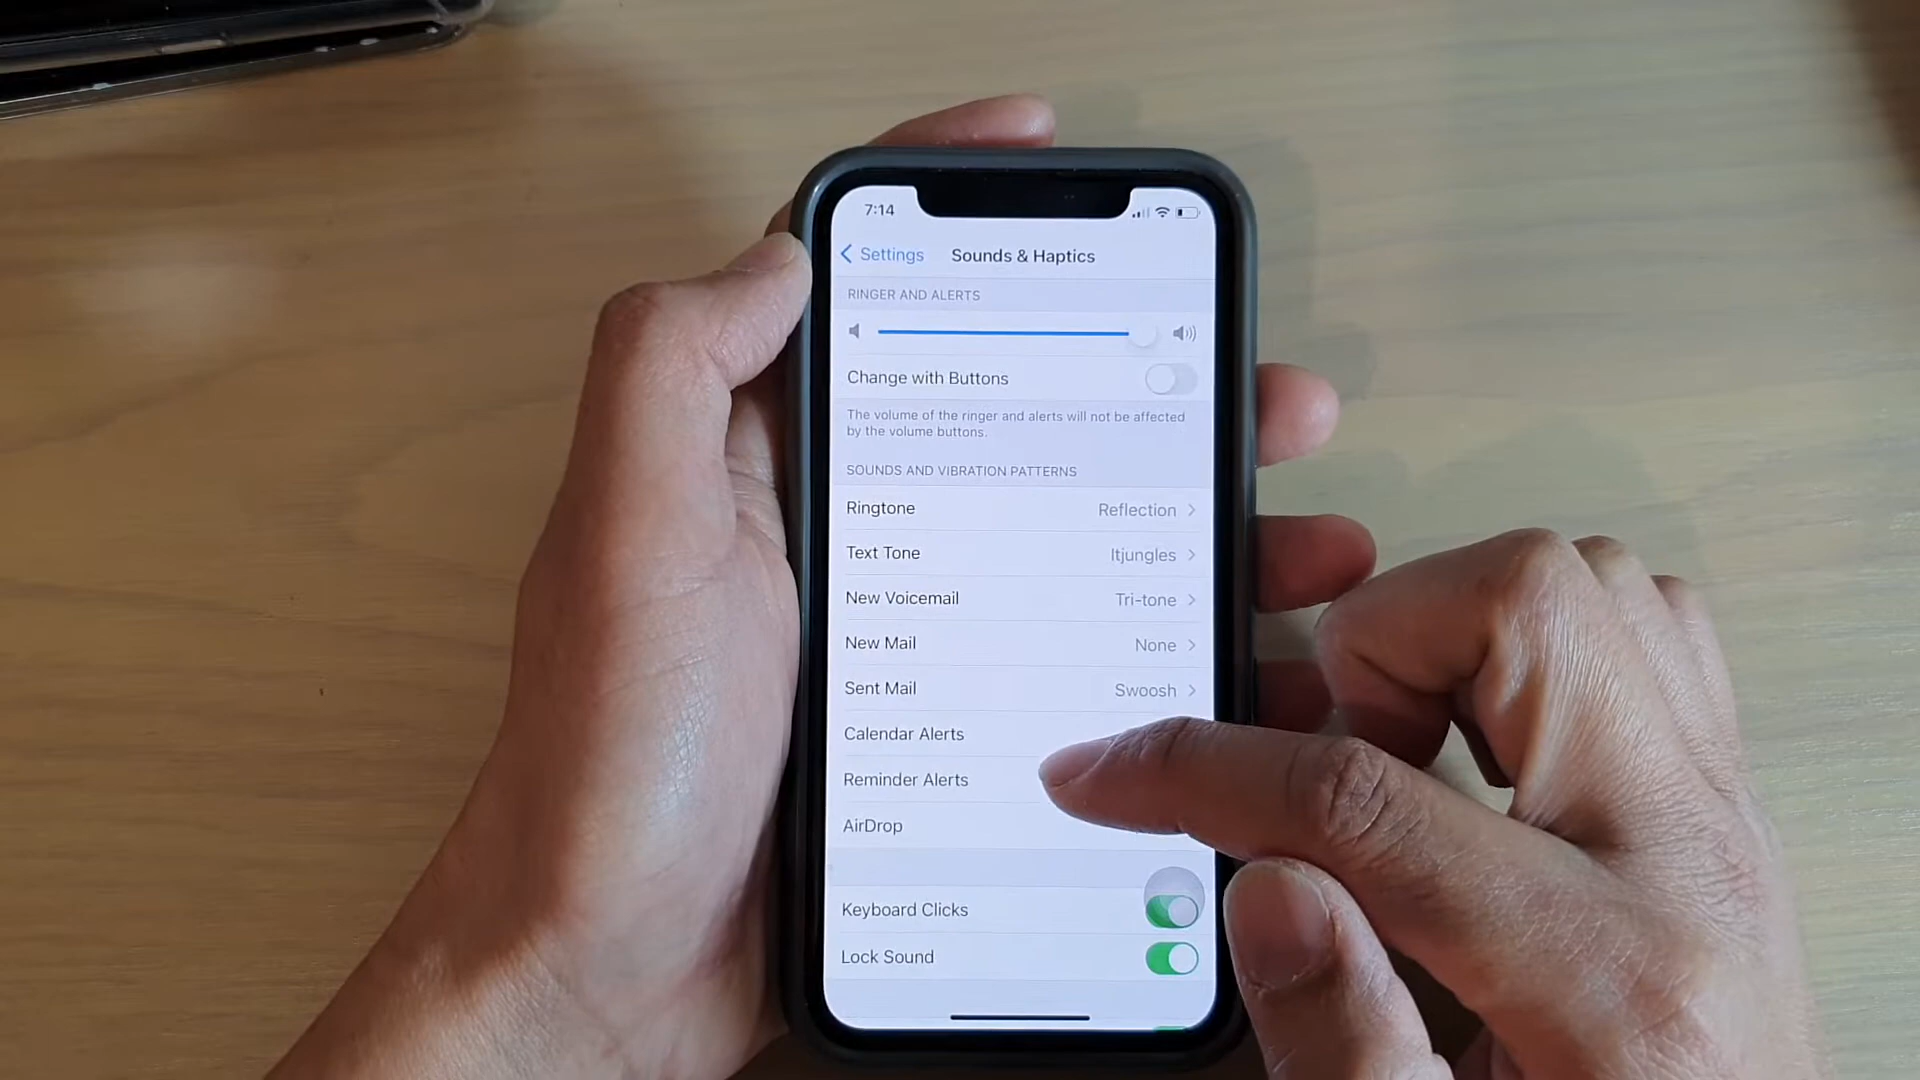 7:14
Settings Sounds & Haptics
RINGER AND ALERTS
Change with Buttons
The volume of the ringer and alerts will not be affected
by the volume buttons.
SOUNDS AND VIBRATION PATTERNS
Ringtone Reflection
Text Tone Itjungles
New Voicemail Tri-tone
New Mail None
Sent Mail Swoosh
Calendar Alerts
Reminder Alerts
AirDrop
Keyboard Clicks
Lock Sound